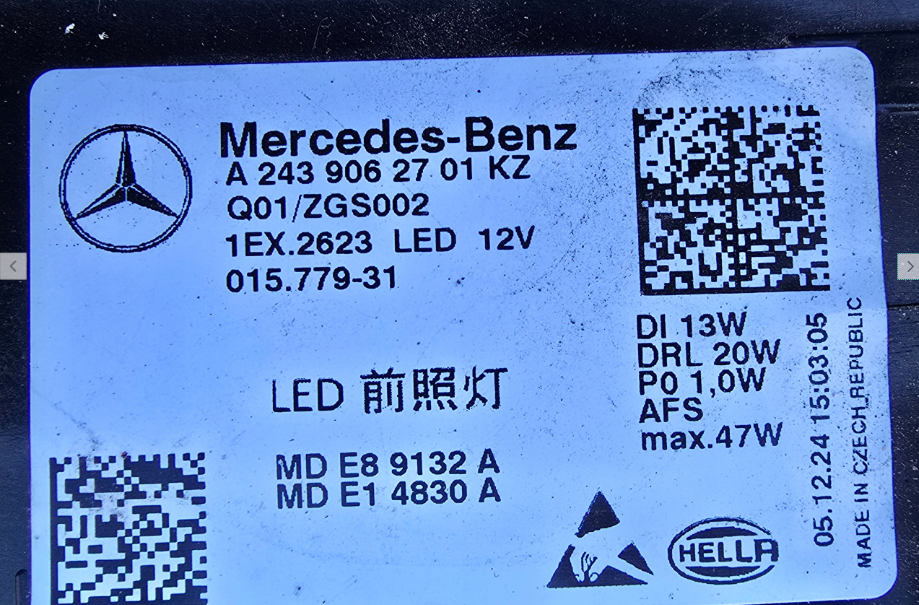 Mercedes-Benz
A 243 906 27 01 KZ
Q01/ZGS002
1EX.2623 LED 12V
015.779-31
LED 前照灯
MD E8 9132 A
MD E1 4830 A
DI 13W
DRL 20W
P0 1,0W
AFS
max.47W
HELLA
05.12.24 15:03:05
MADE IN CZECH REPUBLIC